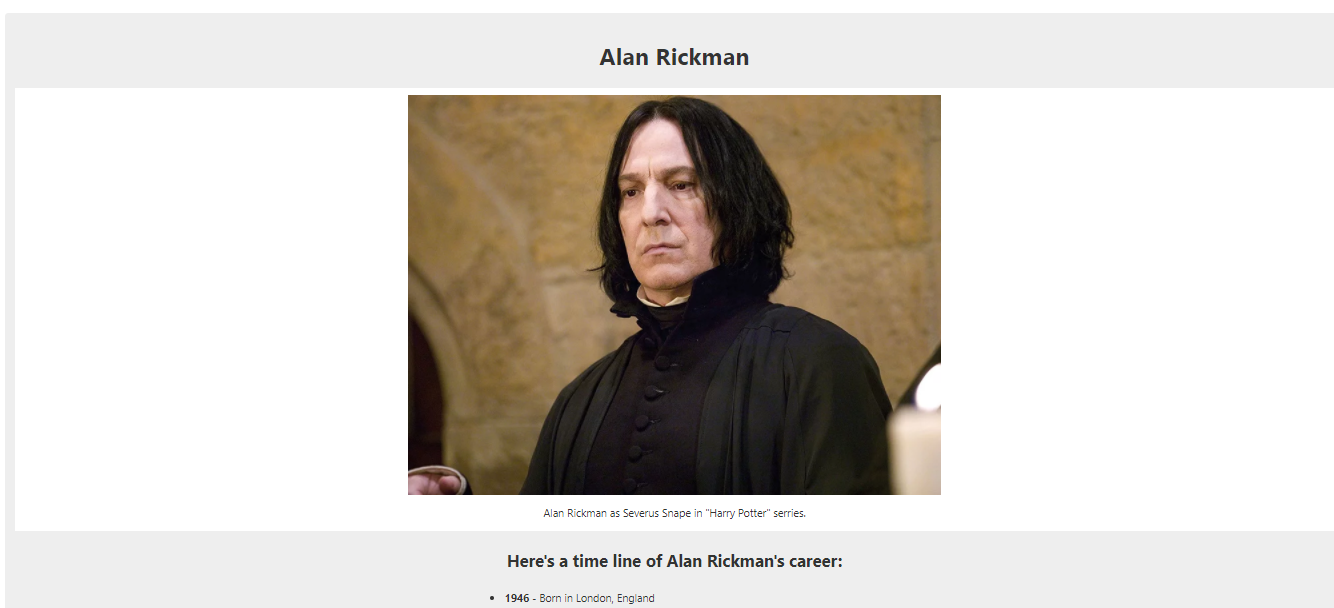 Alan Rickman
Alan Rickman as Severus Snape in "Harry Potter" serries.
Here's a time line of Alan Rickman's career:
• 1946 - Born in London, England